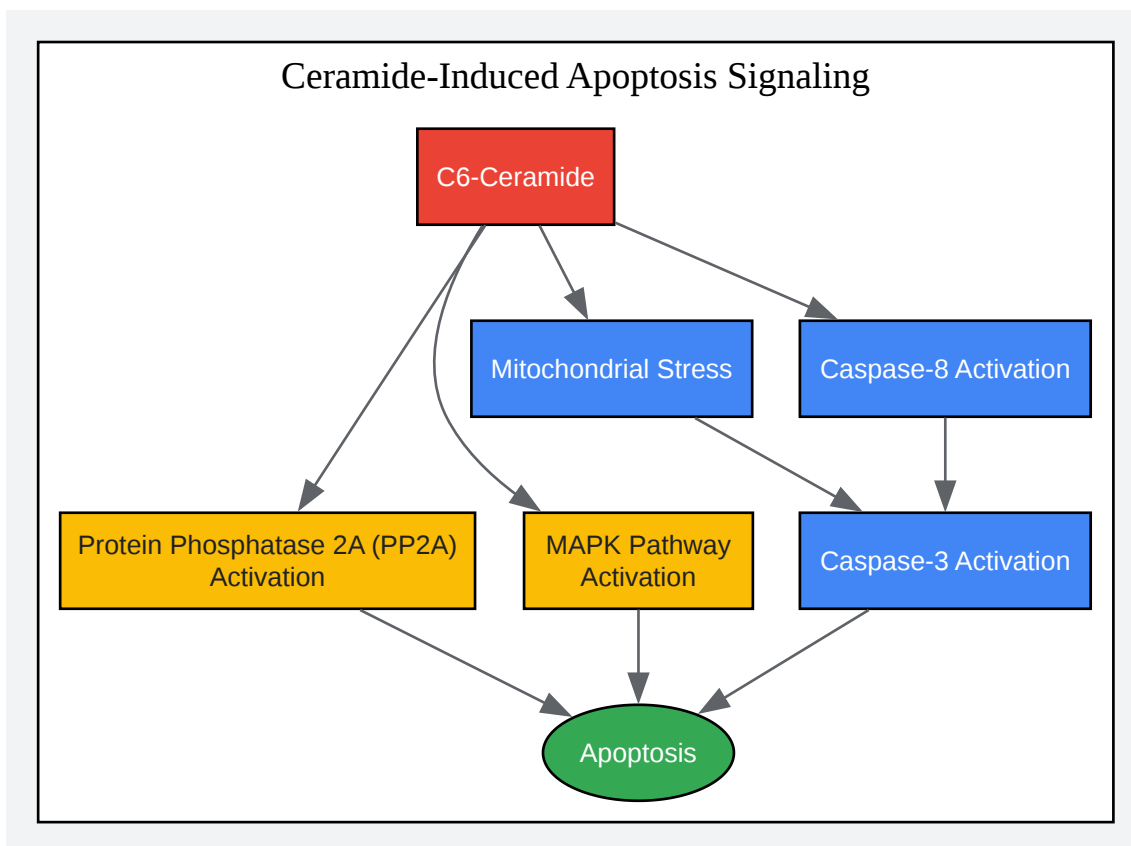 Ceramide-Induced Apoptosis Signaling
C6-Ceramide
Mitochondrial Stress
Caspase-8 Activation
Protein Phosphatase 2A (PP2A)
Activation
MAPK Pathway
Activation
Caspase-3 Activation
Apoptosis